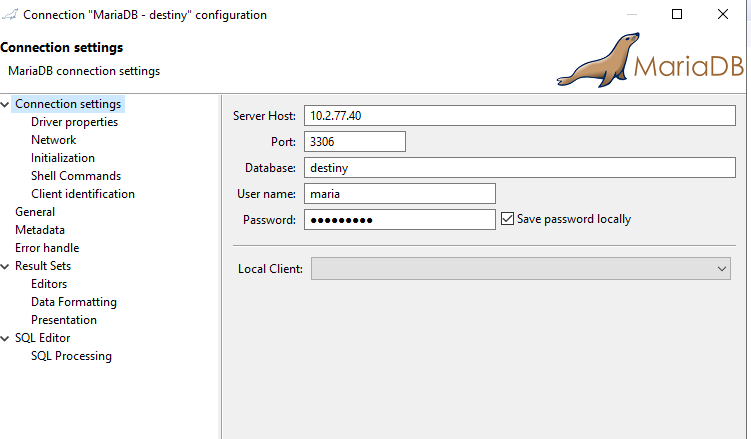 Connection "MariaDB - destiny" configuration
Connection settings
MariaDB connection settings
MariaDB
Connection settings
Driver properties
Network
Initialization
Shell Commands
Client identification
General
Metadata
Error handle
Result Sets
Editors
Data Formatting
Presentation
SQL Editor
SQL Processing
Server Host: 10.2.77.40
Port: 3306
Database: destiny
User name: maria
Password: ●●●●●●●●● Save password locally
Local Client: